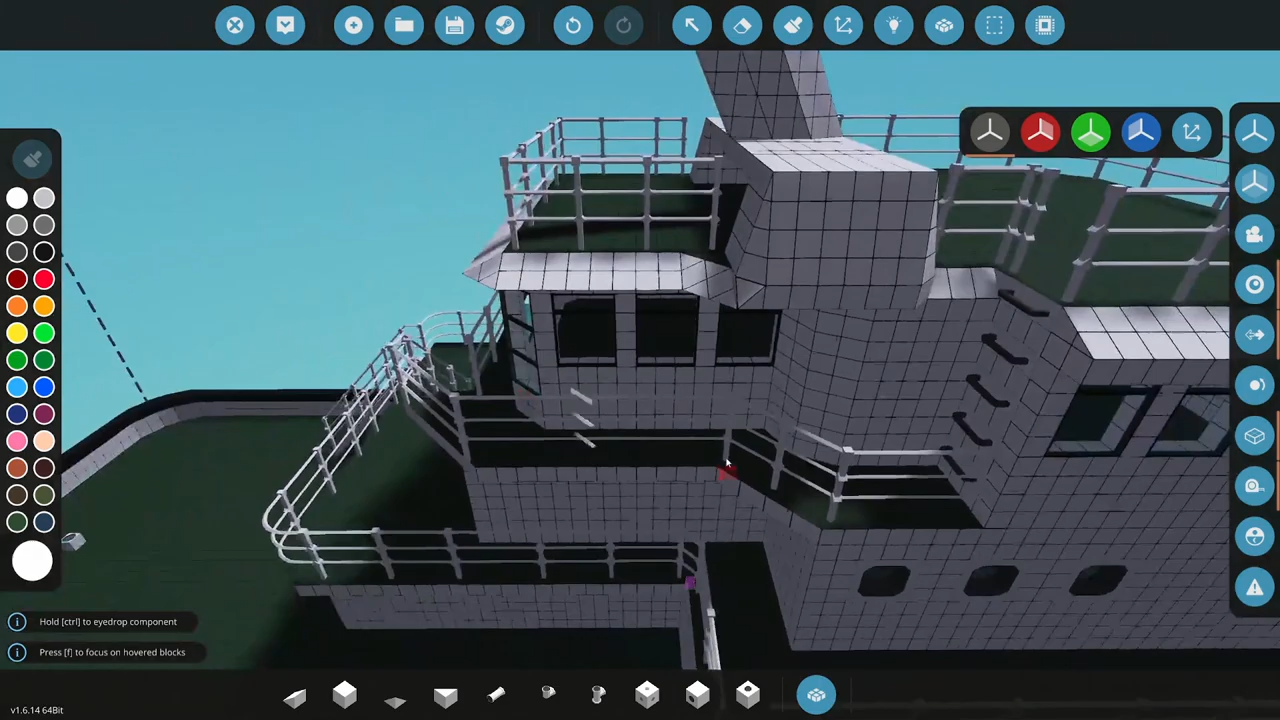 Hold [ctrl] to eyedrop component
Press [f] to focus on hovered blocks
v1.6.14 64Bit